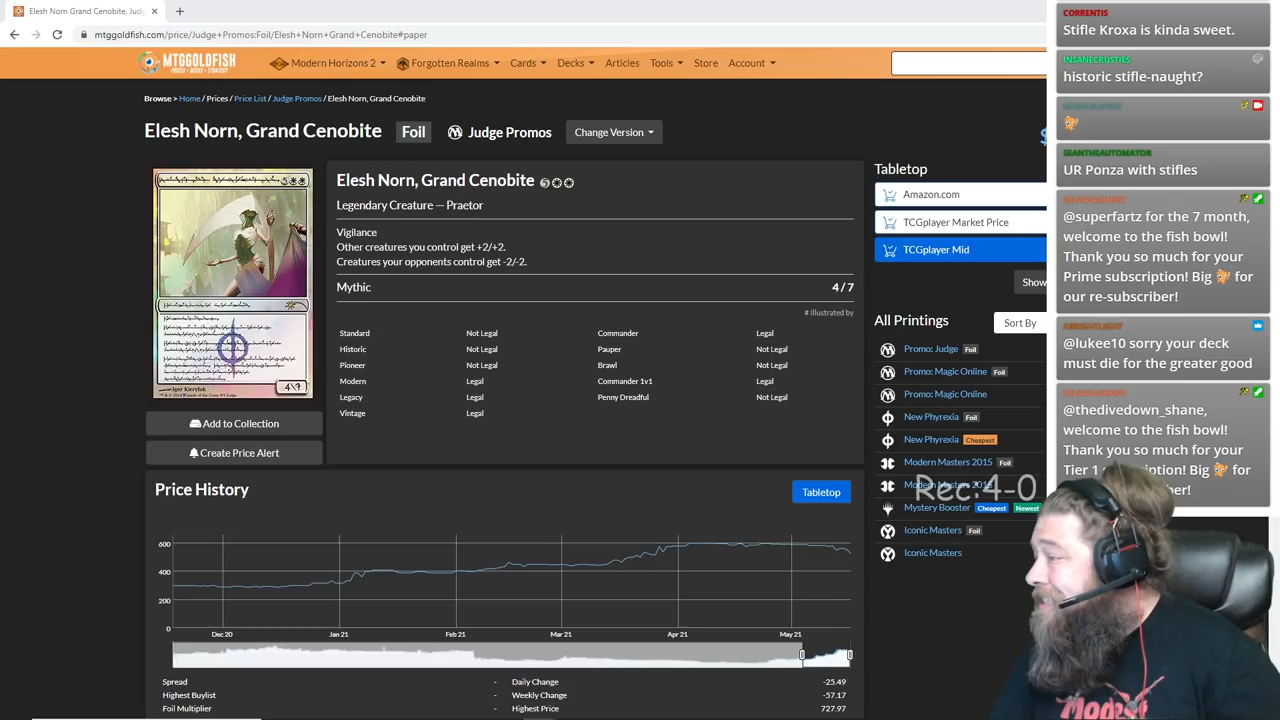 Elesh Norn Grand Cenobite, Judg
mtggoldfish.com/price/Judge+Promos:Foil/Elesh+Norn+Grand+Cenobite#paper
MTGGOLDFISH
Modern Horizons 2
Forgotten Realms
Cards
Decks
Articles
Tools
Store
Account
Browse > Home / Prices / Price List / Judge Promos / Elesh Norn, Grand Cenobite
Elesh Norn, Grand Cenobite Foil Judge Promos Change Version
Elesh Norn, Grand Cenobite 5
Legendary Creature — Praetor
Vigilance
Other creatures you control get +2/+2.
Creatures your opponents control get -2/-2.
Mythic 4 / 7
# Illustrated by
Standard Not Legal Commander Legal
Historic Not Legal Pauper Not Legal
Pioneer Not Legal Brawl Not Legal
Modern Legal Commander 1v1 Legal
Legacy Legal Penny Dreadful Not Legal
Vintage Legal
Igor Kieryluk
Add to Collection
Create Price Alert
Price History
Tabletop
600
400
200
0
Dec 20 Jan 21 Feb 21 Mar 21 Apr 21 May 21
Spread - Daily Change -25.49
Highest Buylist - Weekly Change -57.17
Foil Multiplier - Highest Price 727.97
Tabletop
Amazon.com
TCGplayer Market Price
TCGplayer Mid
Show
All Printings
Sort By
Promo: Judge Foil
Promo: Magic Online Foil
Promo: Magic Online
New Phyrexia Foil
New Phyrexia Cheapest
Modern Masters 2015 Foil
Modern Masters 2015
Mystery Booster Cheapest Newest
Iconic Masters Foil
Iconic Masters
Rec:4-0
CORRENTIS
Stifle Kroxa is kinda sweet.
INSANECRUSTIES
historic stifle-naught?
SEANTHEAUTOMATOR
UR Ponza with stifles
@superfartz for the 7 month,
welcome to the fish bowl!
Thank you so much for your
Prime subscription! Big for
our re-subscriber!
@lukee10 sorry your deck
must die for the greater good
@thedivedown_shane,
welcome to the fish bowl!
Thank you so much for your
Tier 1 Big for